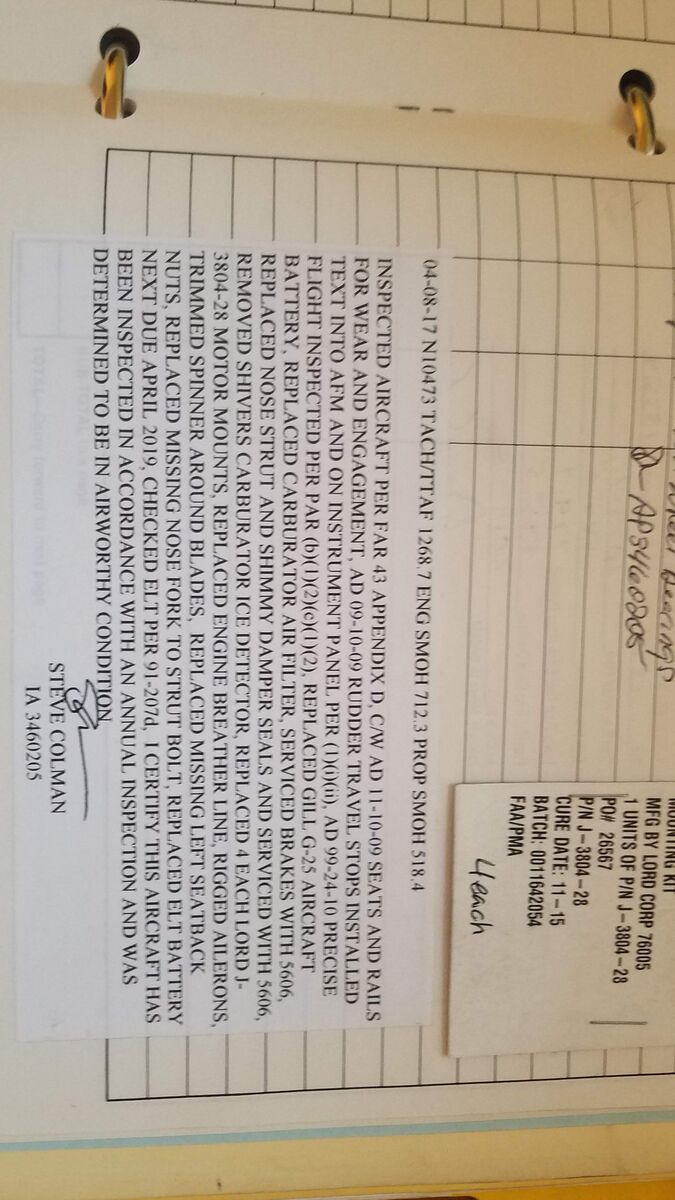 wheel Bearings
AP3460205
MOUNTING KIT
MFG BY LORD CORP 76005
1 UNITS OF P/N J-3804-28
PO# 26567
P/N J-3804-28
CURE DATE: 11-15
BATCH: 0011642054
FAA/PMA
4 each
04-08-17 N10473 TACH/TTAF 1268.7 ENG SMOH 712.3 PROP SMOH 518.4
INSPECTED AIRCRAFT PER FAR 43 APPENDIX D, C/W AD 11-10-09 SEATS AND RAILS
FOR WEAR AND ENGAGEMENT, AD 09-10-09 RUDDER TRAVEL STOPS INSTALLED
TEXT INTO AFM AND ON INSTRUMENT PANEL PER (1)(i)(ii), AD 99-24-10 PRECISE
FLIGHT INSPECTED PER PAR (b)(1)(2)(c)(1)(2), REPLACED GILL G-25 AIRCRAFT
BATTERY, REPLACED CARBURATOR AIR FILTER, SERVICED BRAKES WITH 5606,
REPLACED NOSE STRUT AND SHIMMY DAMPER SEALS AND SERVICED WITH 5606,
REMOVED SHIVERS CARBURATOR ICE DETECTOR, REPLACED 4 EACH LORD J-
3804-28 MOTOR MOUNTS, REPLACED ENGINE BREATHER LINE, RIGGED AILERONS,
TRIMMED SPINNER AROUND BLADES, REPLACED MISSING LEFT SEATBACK
NUTS, REPLACED MISSING NOSE FORK TO STRUT BOLT, REPLACED ELT BATTERY
NEXT DUE APRIL 2019, CHECKED ELT PER 91-207d, I CERTIFY THIS AIRCRAFT HAS
BEEN INSPECTED IN ACCORDANCE WITH AN ANNUAL INSPECTION AND WAS
DETERMINED TO BE IN AIRWORTHY CONDITION
STEVE COLMAN
IA 3460205